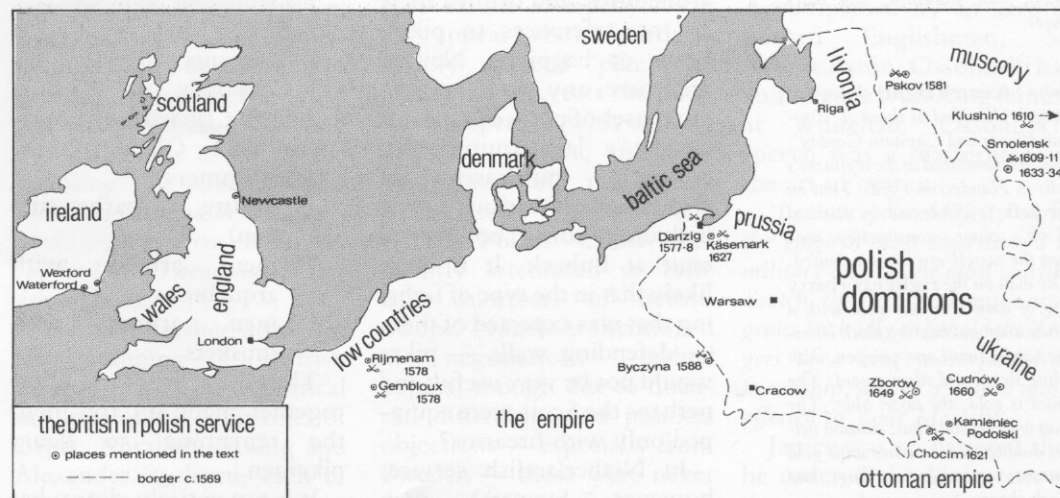 sweden
muscovy
livonia
Pskov 1581
Klushino 1610
Riga
scotland
Smolensk
1609-11
1633-34
denmark
baltic sea
Newcastle
ireland
prussia
Danzig
1577-8
Käsemark
1627
england
Wexford
Waterford
wales
polish
dominions
Warsaw
low countries
London
ukraine
Rijmenam
1578
Byczyna 1588
Gembloux
1578
Cracow
Zborów
1649
Cudnów
1660
the british in polish service
the empire
Kamieniec
Podolski
places mentioned in the text
Chocim 1621
border c.1569
ottoman empire